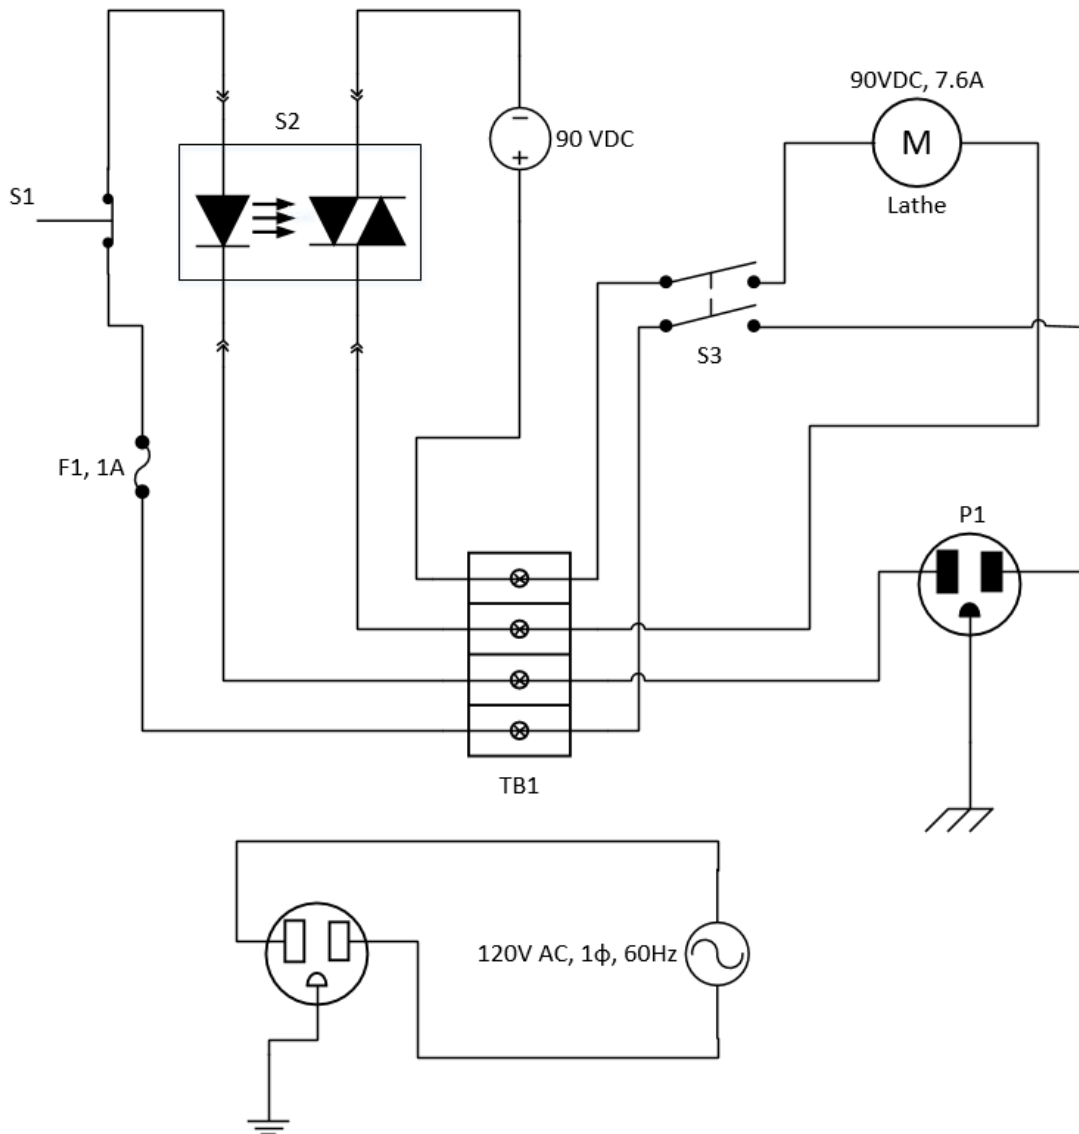 90VDC, 7.6A
S2
M
−
+
90 VDC
S1
Lathe
S3
F1, 1A
P1
TB1
120V AC, 1ϕ, 60Hz